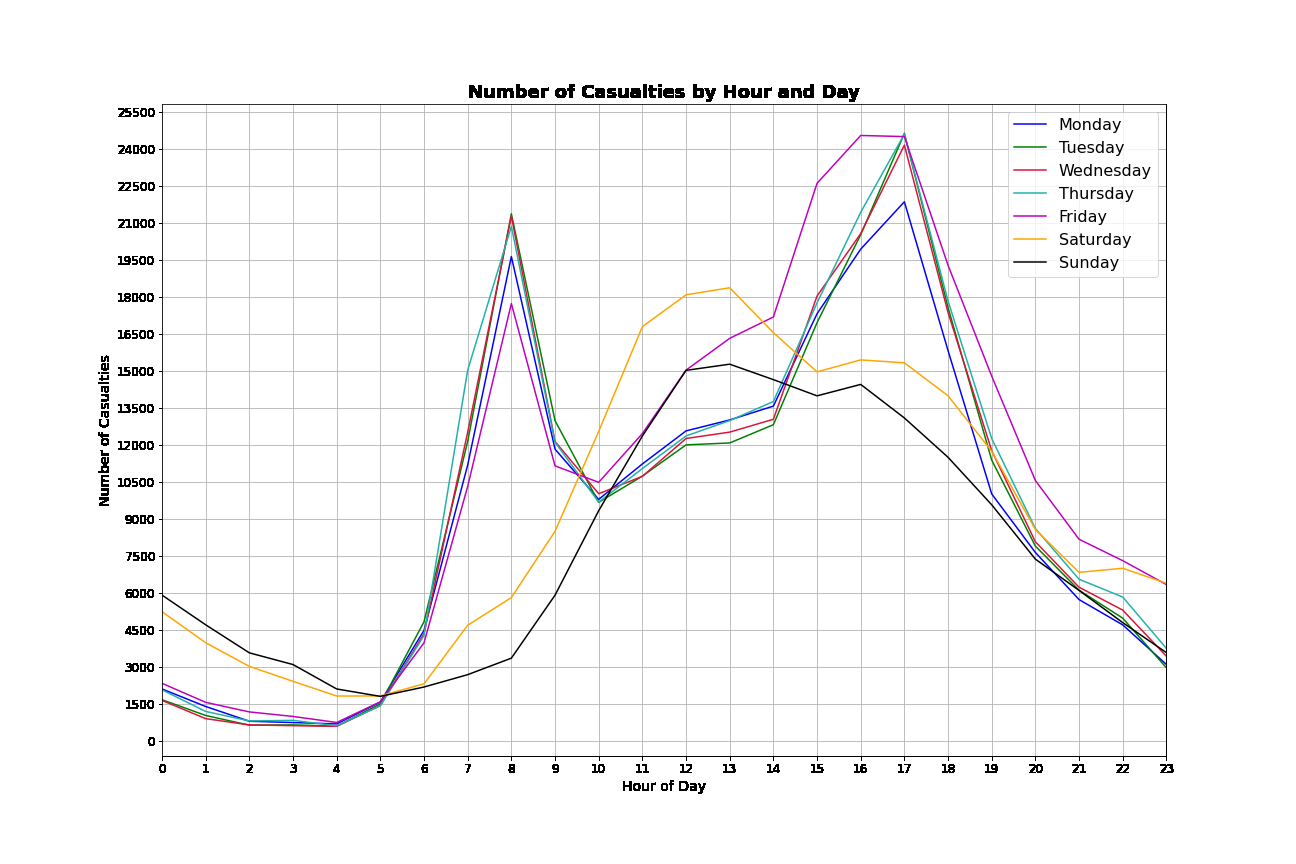 Number of Casualties by Hour and Day
Number of Casualties
25500
24000
22500
21000
19500
18000
16500
15000
13500
12000
10500
9000
7500
6000
4500
3000
1500
0
Monday
Tuesday
Wednesday
Thursday
Friday
Saturday
Sunday
0 1 2 3 4 5 6 7 8 9 10 11 12 13 14 15 16 17 18 19 20 21 22 23
Hour of Day